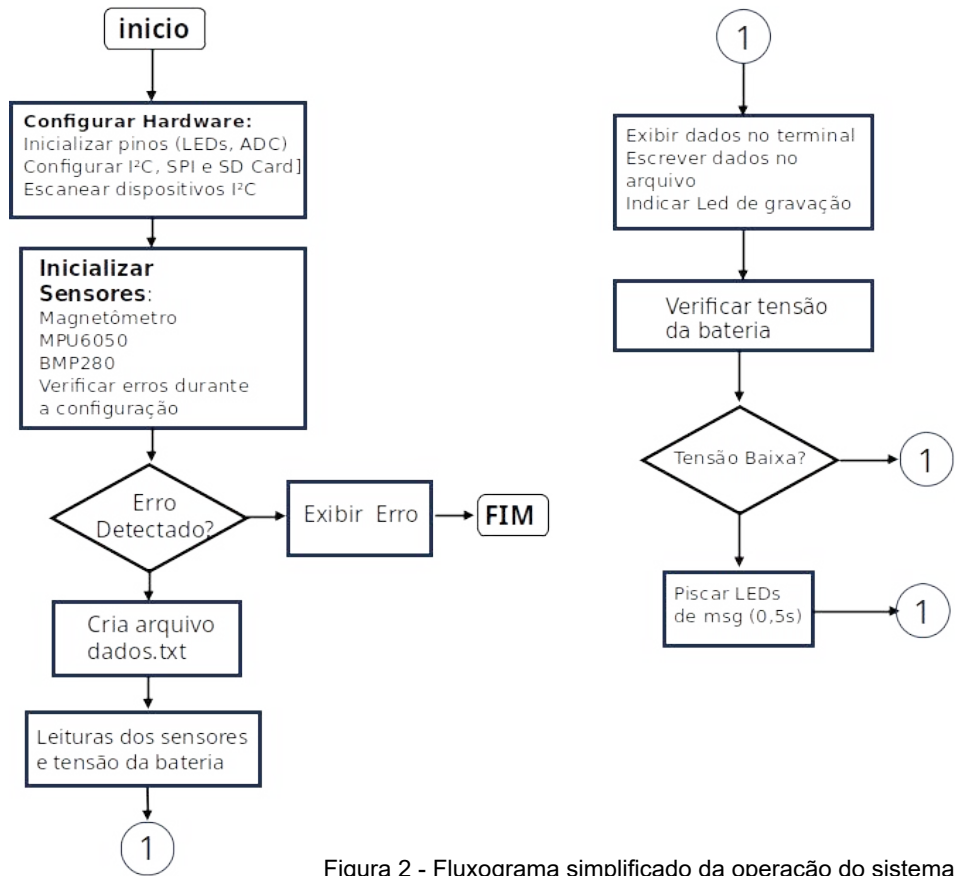 inicio
Configurar Hardware:
Inicializar pinos (LEDs, ADC)
Configurar I²C, SPI e SD Card]
Escanear dispositivos I²C
Inicializar
Sensores:
Magnetômetro
MPU6050
BMP280
Verificar erros durante
a configuração
Erro
Detectado?
Exibir Erro
FIM
Cria arquivo
dados.txt
Leituras dos sensores
e tensão da bateria
1
1
Exibir dados no terminal
Escrever dados no
arquivo
Indicar Led de gravação
Verificar tensão
da bateria
Tensão Baixa?
1
Piscar LEDs
de msg (0,5s)
1
Figura 2 - Fluxograma simplificado da operação do sistema